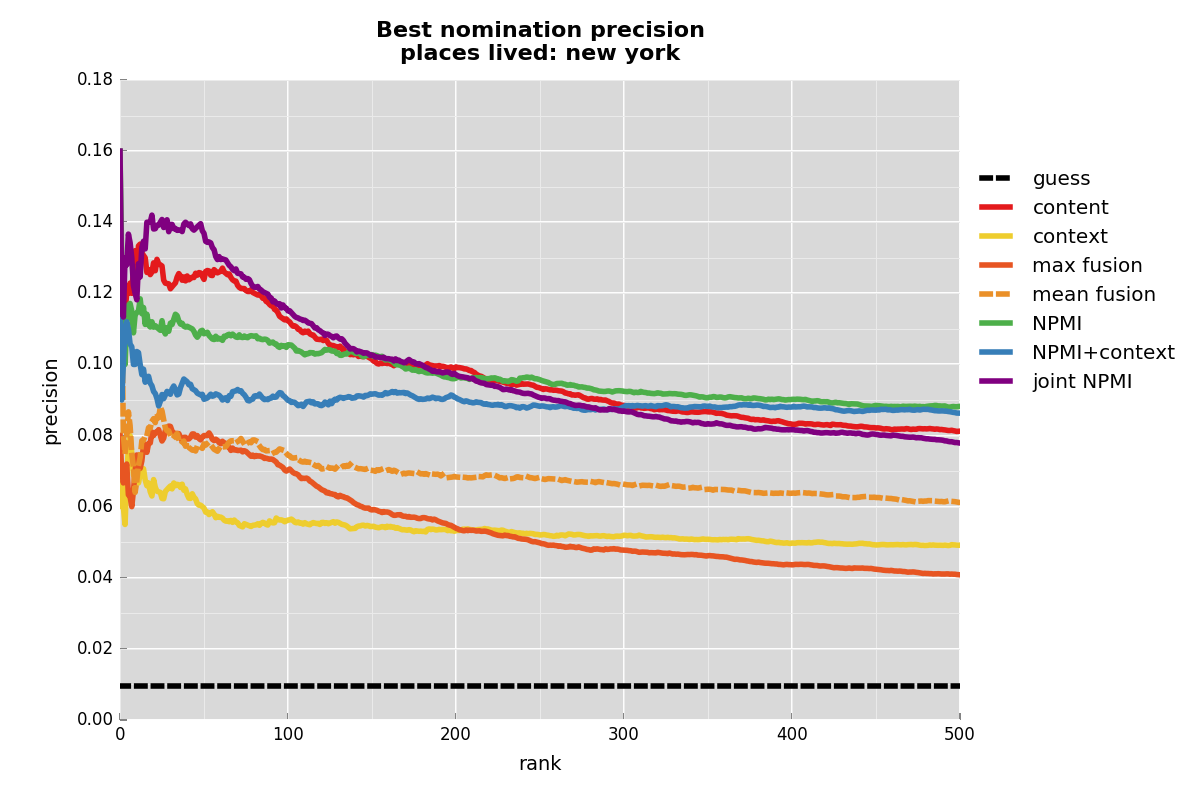 Best nomination precision
places lived: new york
precision
0.18
0.16
0.14
0.12
0.10
0.08
0.06
0.04
0.02
0.00
0 100 200 300 400 500
rank
guess
content
context
max fusion
mean fusion
NPMI
NPMI+context
joint NPMI